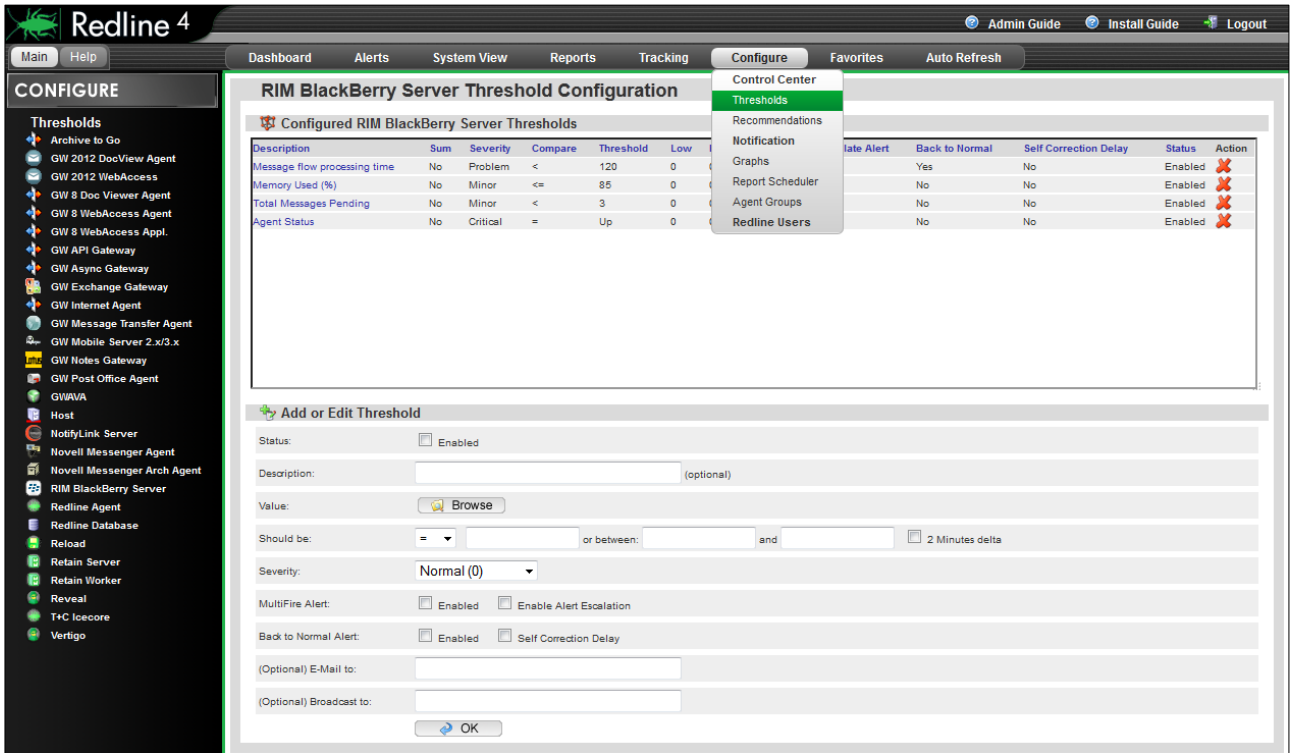 Redline 4
Admin Guide Install Guide Logout
Main Help
Dashboard Alerts System View Reports Tracking Configure Favorites Auto Refresh
CONFIGURE
Thresholds
Archive to Go
GW 2012 DocView Agent
GW 2012 WebAccess
GW 8 Doc Viewer Agent
GW 8 WebAccess Agent
GW 8 WebAccess Appl.
GW API Gateway
GW Async Gateway
GW Exchange Gateway
GW Internet Agent
GW Message Transfer Agent
GW Mobile Server 2.x/3.x
GW Notes Gateway
GW Post Office Agent
GWAVA
Host
NotifyLink Server
Novell Messenger Agent
Novell Messenger Arch Agent
RIM BlackBerry Server
Redline Agent
Redline Database
Reload
Retain Server
Retain Worker
Reveal
T+C Icecore
Vertigo
Control Center
Thresholds
Recommendations
Notification
Graphs
Report Scheduler
Agent Groups
Redline Users
RIM BlackBerry Server Threshold Configuration
Configured RIM BlackBerry Server Thresholds
Description Sum Severity Compare Threshold Low late Alert Back to Normal Self Correction Delay Status Action
Message flow processing time No Problem < 120 0 Yes No Enabled
Memory Used (%) No Minor <= 85 0 No No Enabled
Total Messages Pending No Minor < 3 0 No No Enabled
Agent Status No Critical = Up 0 No No Enabled
Add or Edit Threshold
Status: Enabled
Description: (optional)
Value: Browse
Should be: = or between: and 2 Minutes delta
Severity: Normal (0)
MultiFire Alert: Enabled Enable Alert Escalation
Back to Normal Alert: Enabled Self Correction Delay
(Optional) E-Mail to:
(Optional) Broadcast to:
OK